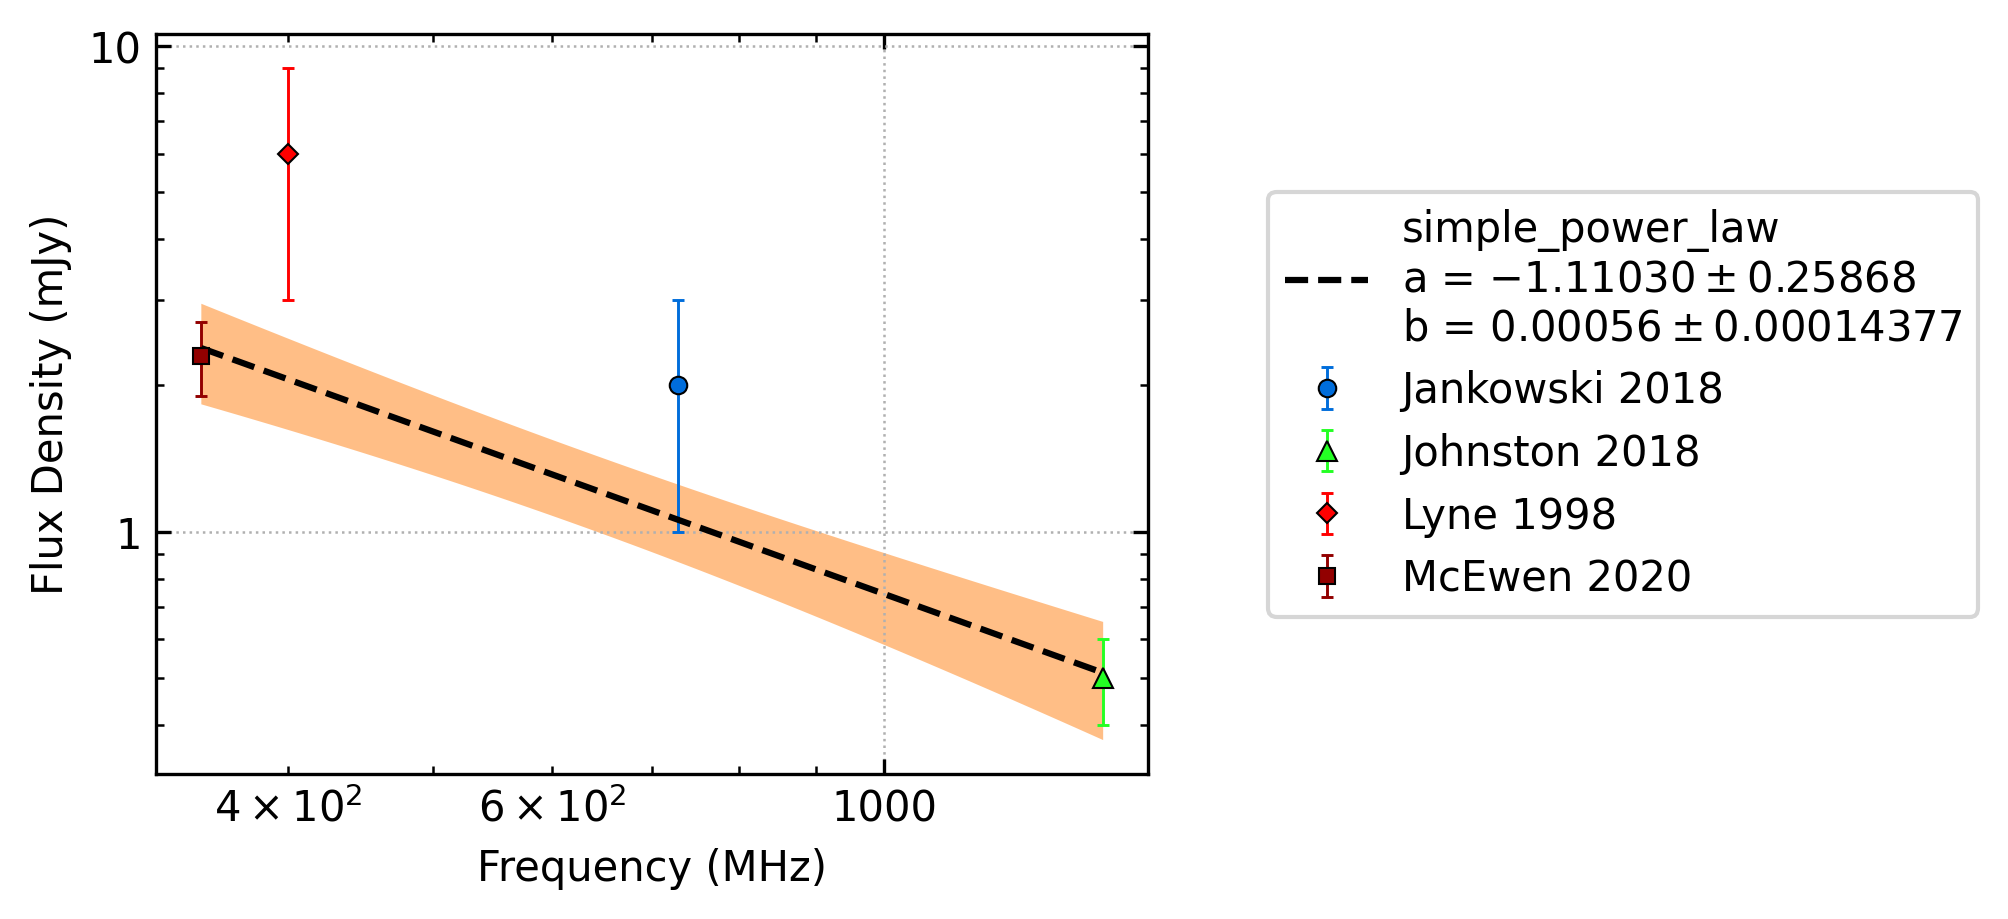 10
1
Flux Density (mJy)
4 × 10²
6 × 10²
1000
Frequency (MHz)
simple_power_law
a = −1.11030 ± 0.25868
b = 0.00056 ± 0.00014377
Jankowski 2018
Johnston 2018
Lyne 1998
McEwen 2020